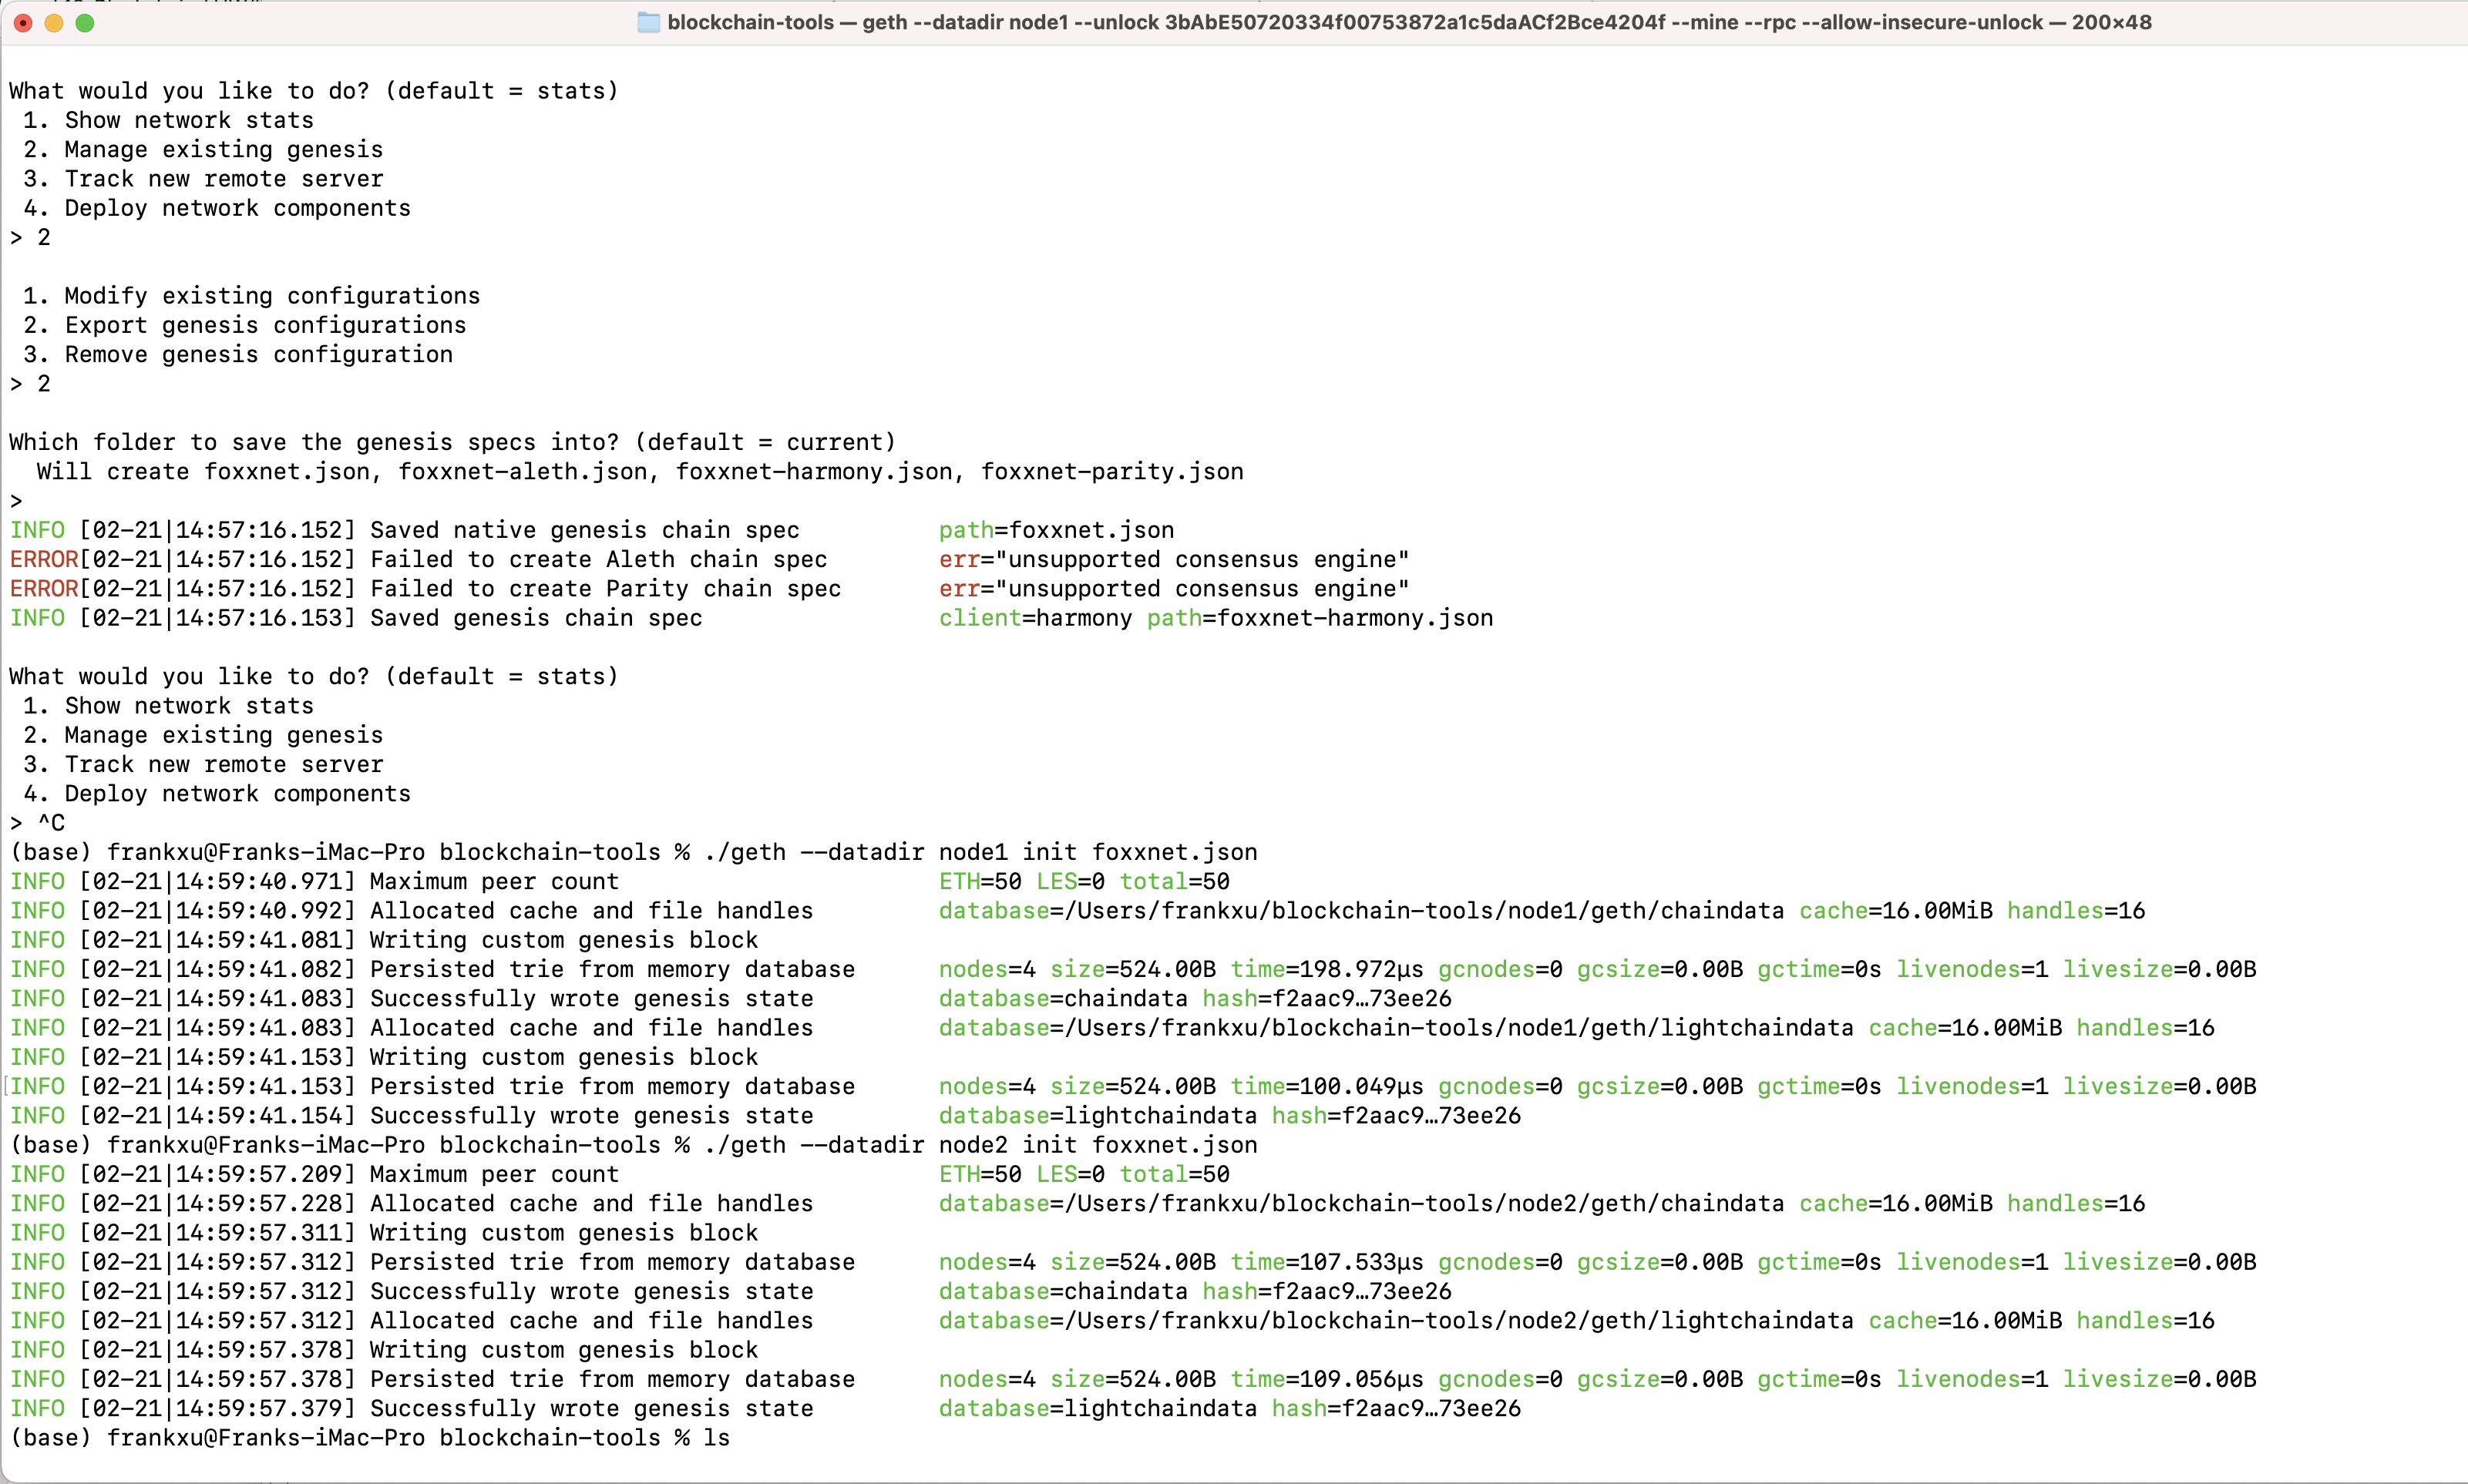 blockchain-tools — geth --datadir node1 --unlock 3bAbE50720334f00753872a1c5daACf2Bce4204f --mine --rpc --allow-insecure-unlock — 200×48
What would you like to do? (default = stats)
1. Show network stats
2. Manage existing genesis
3. Track new remote server
4. Deploy network components
> 2
1. Modify existing configurations
2. Export genesis configurations
3. Remove genesis configuration
> 2
Which folder to save the genesis specs into? (default = current)
Will create foxxnet.json, foxxnet-aleth.json, foxxnet-harmony.json, foxxnet-parity.json
>
INFO [02-21|14:57:16.152] Saved native genesis chain spec path=foxxnet.json
ERROR[02-21|14:57:16.152] Failed to create Aleth chain spec err="unsupported consensus engine"
ERROR[02-21|14:57:16.152] Failed to create Parity chain spec err="unsupported consensus engine"
INFO [02-21|14:57:16.153] Saved genesis chain spec client=harmony path=foxxnet-harmony.json
What would you like to do? (default = stats)
1. Show network stats
2. Manage existing genesis
3. Track new remote server
4. Deploy network components
> ^C
(base) frankxu@Franks-iMac-Pro blockchain-tools % ./geth --datadir node1 init foxxnet.json
INFO [02-21|14:59:40.971] Maximum peer count ETH=50 LES=0 total=50
INFO [02-21|14:59:40.992] Allocated cache and file handles database=/Users/frankxu/blockchain-tools/node1/geth/chaindata cache=16.00MiB handles=16
INFO [02-21|14:59:41.081] Writing custom genesis block
INFO [02-21|14:59:41.082] Persisted trie from memory database nodes=4 size=524.00B time=198.972µs gcnodes=0 gcsize=0.00B gctime=0s livenodes=1 livesize=0.00B
INFO [02-21|14:59:41.083] Successfully wrote genesis state database=chaindata hash=f2aac9…73ee26
INFO [02-21|14:59:41.083] Allocated cache and file handles database=/Users/frankxu/blockchain-tools/node1/geth/lightchaindata cache=16.00MiB handles=16
INFO [02-21|14:59:41.153] Writing custom genesis block
INFO [02-21|14:59:41.153] Persisted trie from memory database nodes=4 size=524.00B time=100.049µs gcnodes=0 gcsize=0.00B gctime=0s livenodes=1 livesize=0.00B
INFO [02-21|14:59:41.154] Successfully wrote genesis state database=lightchaindata hash=f2aac9…73ee26
(base) frankxu@Franks-iMac-Pro blockchain-tools % ./geth --datadir node2 init foxxnet.json
INFO [02-21|14:59:57.209] Maximum peer count ETH=50 LES=0 total=50
INFO [02-21|14:59:57.228] Allocated cache and file handles database=/Users/frankxu/blockchain-tools/node2/geth/chaindata cache=16.00MiB handles=16
INFO [02-21|14:59:57.311] Writing custom genesis block
INFO [02-21|14:59:57.312] Persisted trie from memory database nodes=4 size=524.00B time=107.533µs gcnodes=0 gcsize=0.00B gctime=0s livenodes=1 livesize=0.00B
INFO [02-21|14:59:57.312] Successfully wrote genesis state database=chaindata hash=f2aac9…73ee26
INFO [02-21|14:59:57.312] Allocated cache and file handles database=/Users/frankxu/blockchain-tools/node2/geth/lightchaindata cache=16.00MiB handles=16
INFO [02-21|14:59:57.378] Writing custom genesis block
INFO [02-21|14:59:57.378] Persisted trie from memory database nodes=4 size=524.00B time=109.056µs gcnodes=0 gcsize=0.00B gctime=0s livenodes=1 livesize=0.00B
INFO [02-21|14:59:57.379] Successfully wrote genesis state database=lightchaindata hash=f2aac9…73ee26
(base) frankxu@Franks-iMac-Pro blockchain-tools % ls